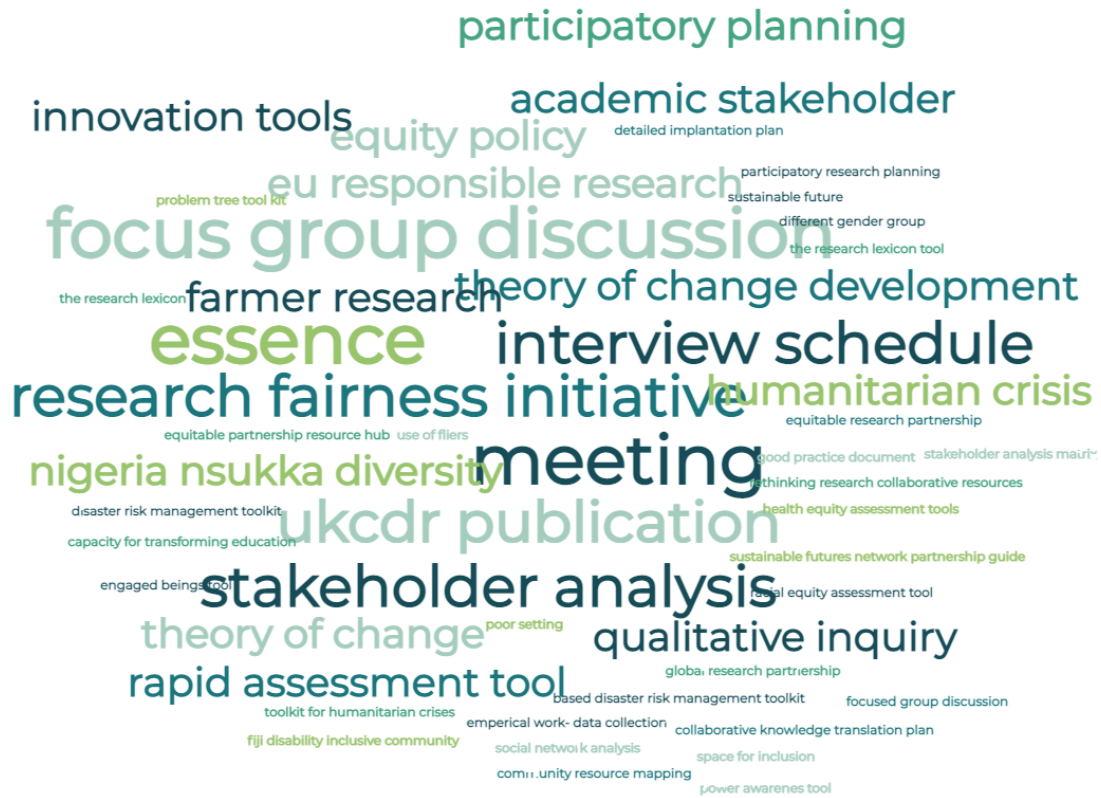 participatory planning
academic stakeholder
innovation tools
detailed implantation plan
equity policy
participatory research planning
eu responsible research
sustainable future
problem tree tool kit
different gender group
focus group discussion
the research lexicon tool
theory of change development
the research lexicon
farmer research
essence
interview schedule
research fairness initiative
humanitarian crisis
equitable research partnership
equitable partnership resource hub
use of fliers
meeting
good practice document
stakeholder analysis matrix
nigeria nsukka diversity
rethinking research collaborative resources
health equity assessment tools
disaster risk management toolkit
ukcdr publication
capacity for transforming education
sustainable futures network partnership guide
engaged beings tool
stakeholder analysis
racial equity assessment tool
poor setting
theory of change
qualitative inquiry
global research partnership
rapid assessment tool
based disaster risk management toolkit
focused group discussion
toolkit for humanitarian crises
emperical work- data collection
collaborative knowledge translation plan
fiji disability inclusive community
social network analysis
space for inclusion
community resource mapping
power awarenes tool